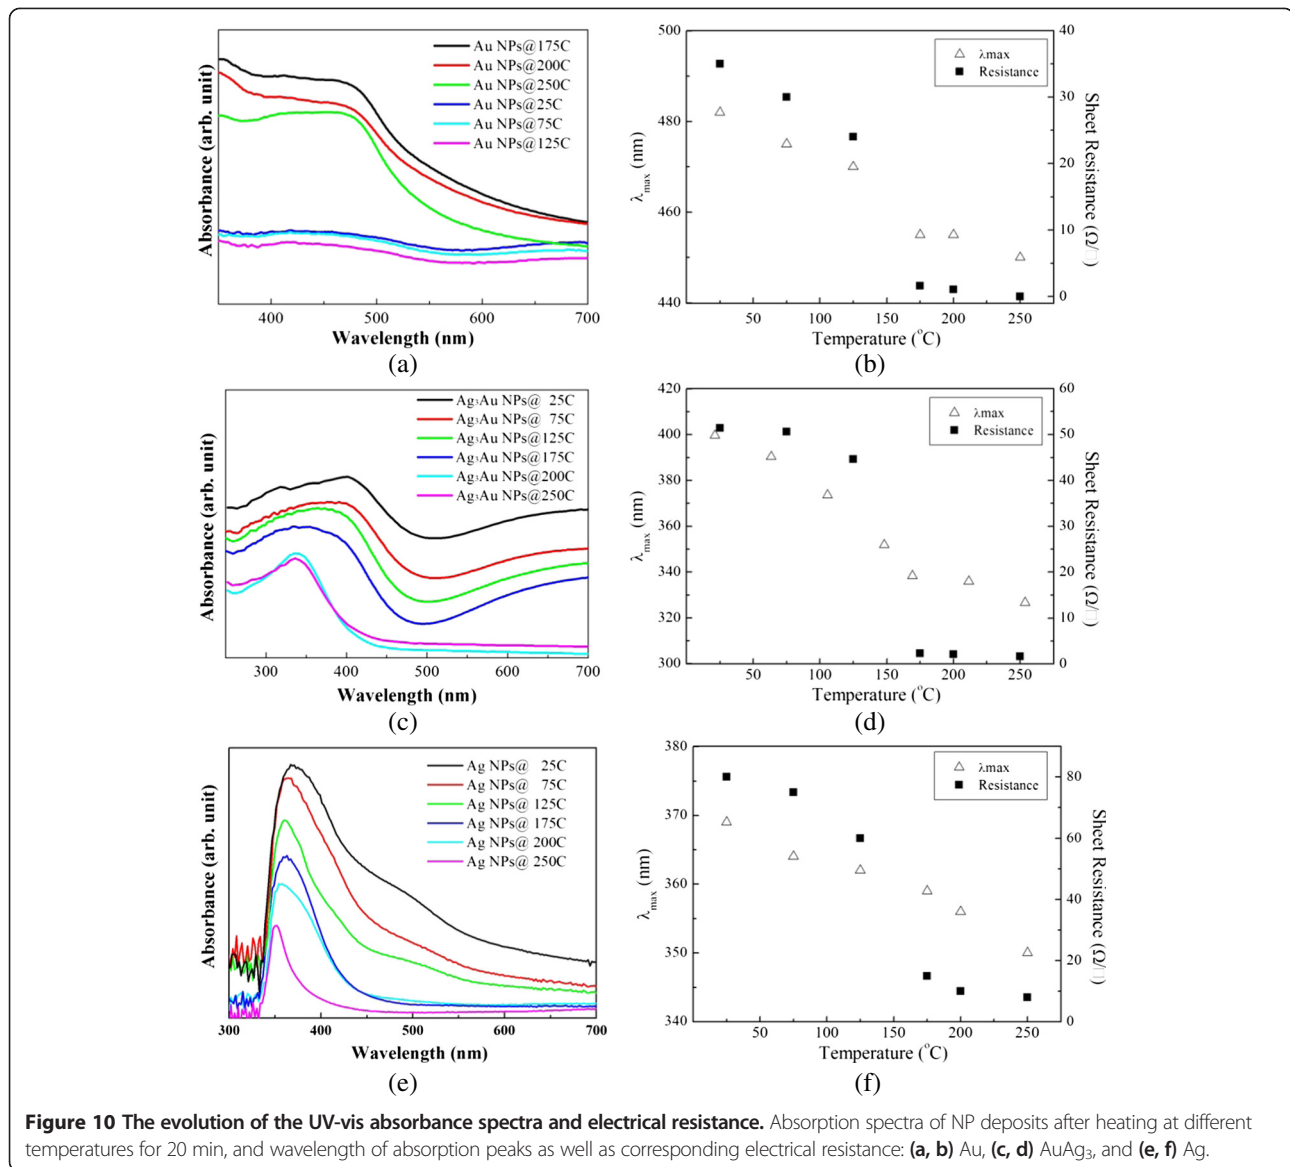 Au NPs@175C
Au NPs@200C
Au NPs@250C
Au NPs@25C
Au NPs@75C
Au NPs@125C
Absorbance (arb. unit)
400 500 600 700
Wavelength (nm)
(a)
500
480
460
440
λmax (nm)
λmax
Resistance
40
30
20
10
0
Sheet Resistance (Ω/□)
0 50 100 150 200 250
Temperature (°C)
(b)
Ag₃Au NPs@ 25C
Ag₃Au NPs@ 75C
Ag₃Au NPs@125C
Ag₃Au NPs@175C
Ag₃Au NPs@200C
Ag₃Au NPs@250C
Absorbance (arb. unit)
300 400 500 600 700
Wavelength (nm)
(c)
420
400
380
360
340
320
300
λmax (nm)
λmax
Resistance
60
50
40
30
20
10
0
Sheet Resistance (Ω/□)
0 50 100 150 200 250
Temperature (°C)
(d)
Ag NPs@ 25C
Ag NPs@ 75C
Ag NPs@ 125C
Ag NPs@ 175C
Ag NPs@ 200C
Ag NPs@ 250C
Absorbance (arb. unit)
300 400 500 600 700
Wavelength (nm)
(e)
380
370
360
350
340
λmax (nm)
λmax
Resistance
80
60
40
20
0
Sheet Resistance (Ω/□)
50 100 150 200 250
Temperature (°C)
(f)
Figure 10 The evolution of the UV-vis absorbance spectra and electrical resistance. Absorption spectra of NP deposits after heating at different
temperatures for 20 min, and wavelength of absorption peaks as well as corresponding electrical resistance: (a, b) Au, (c, d) AuAg₃, and (e, f) Ag.